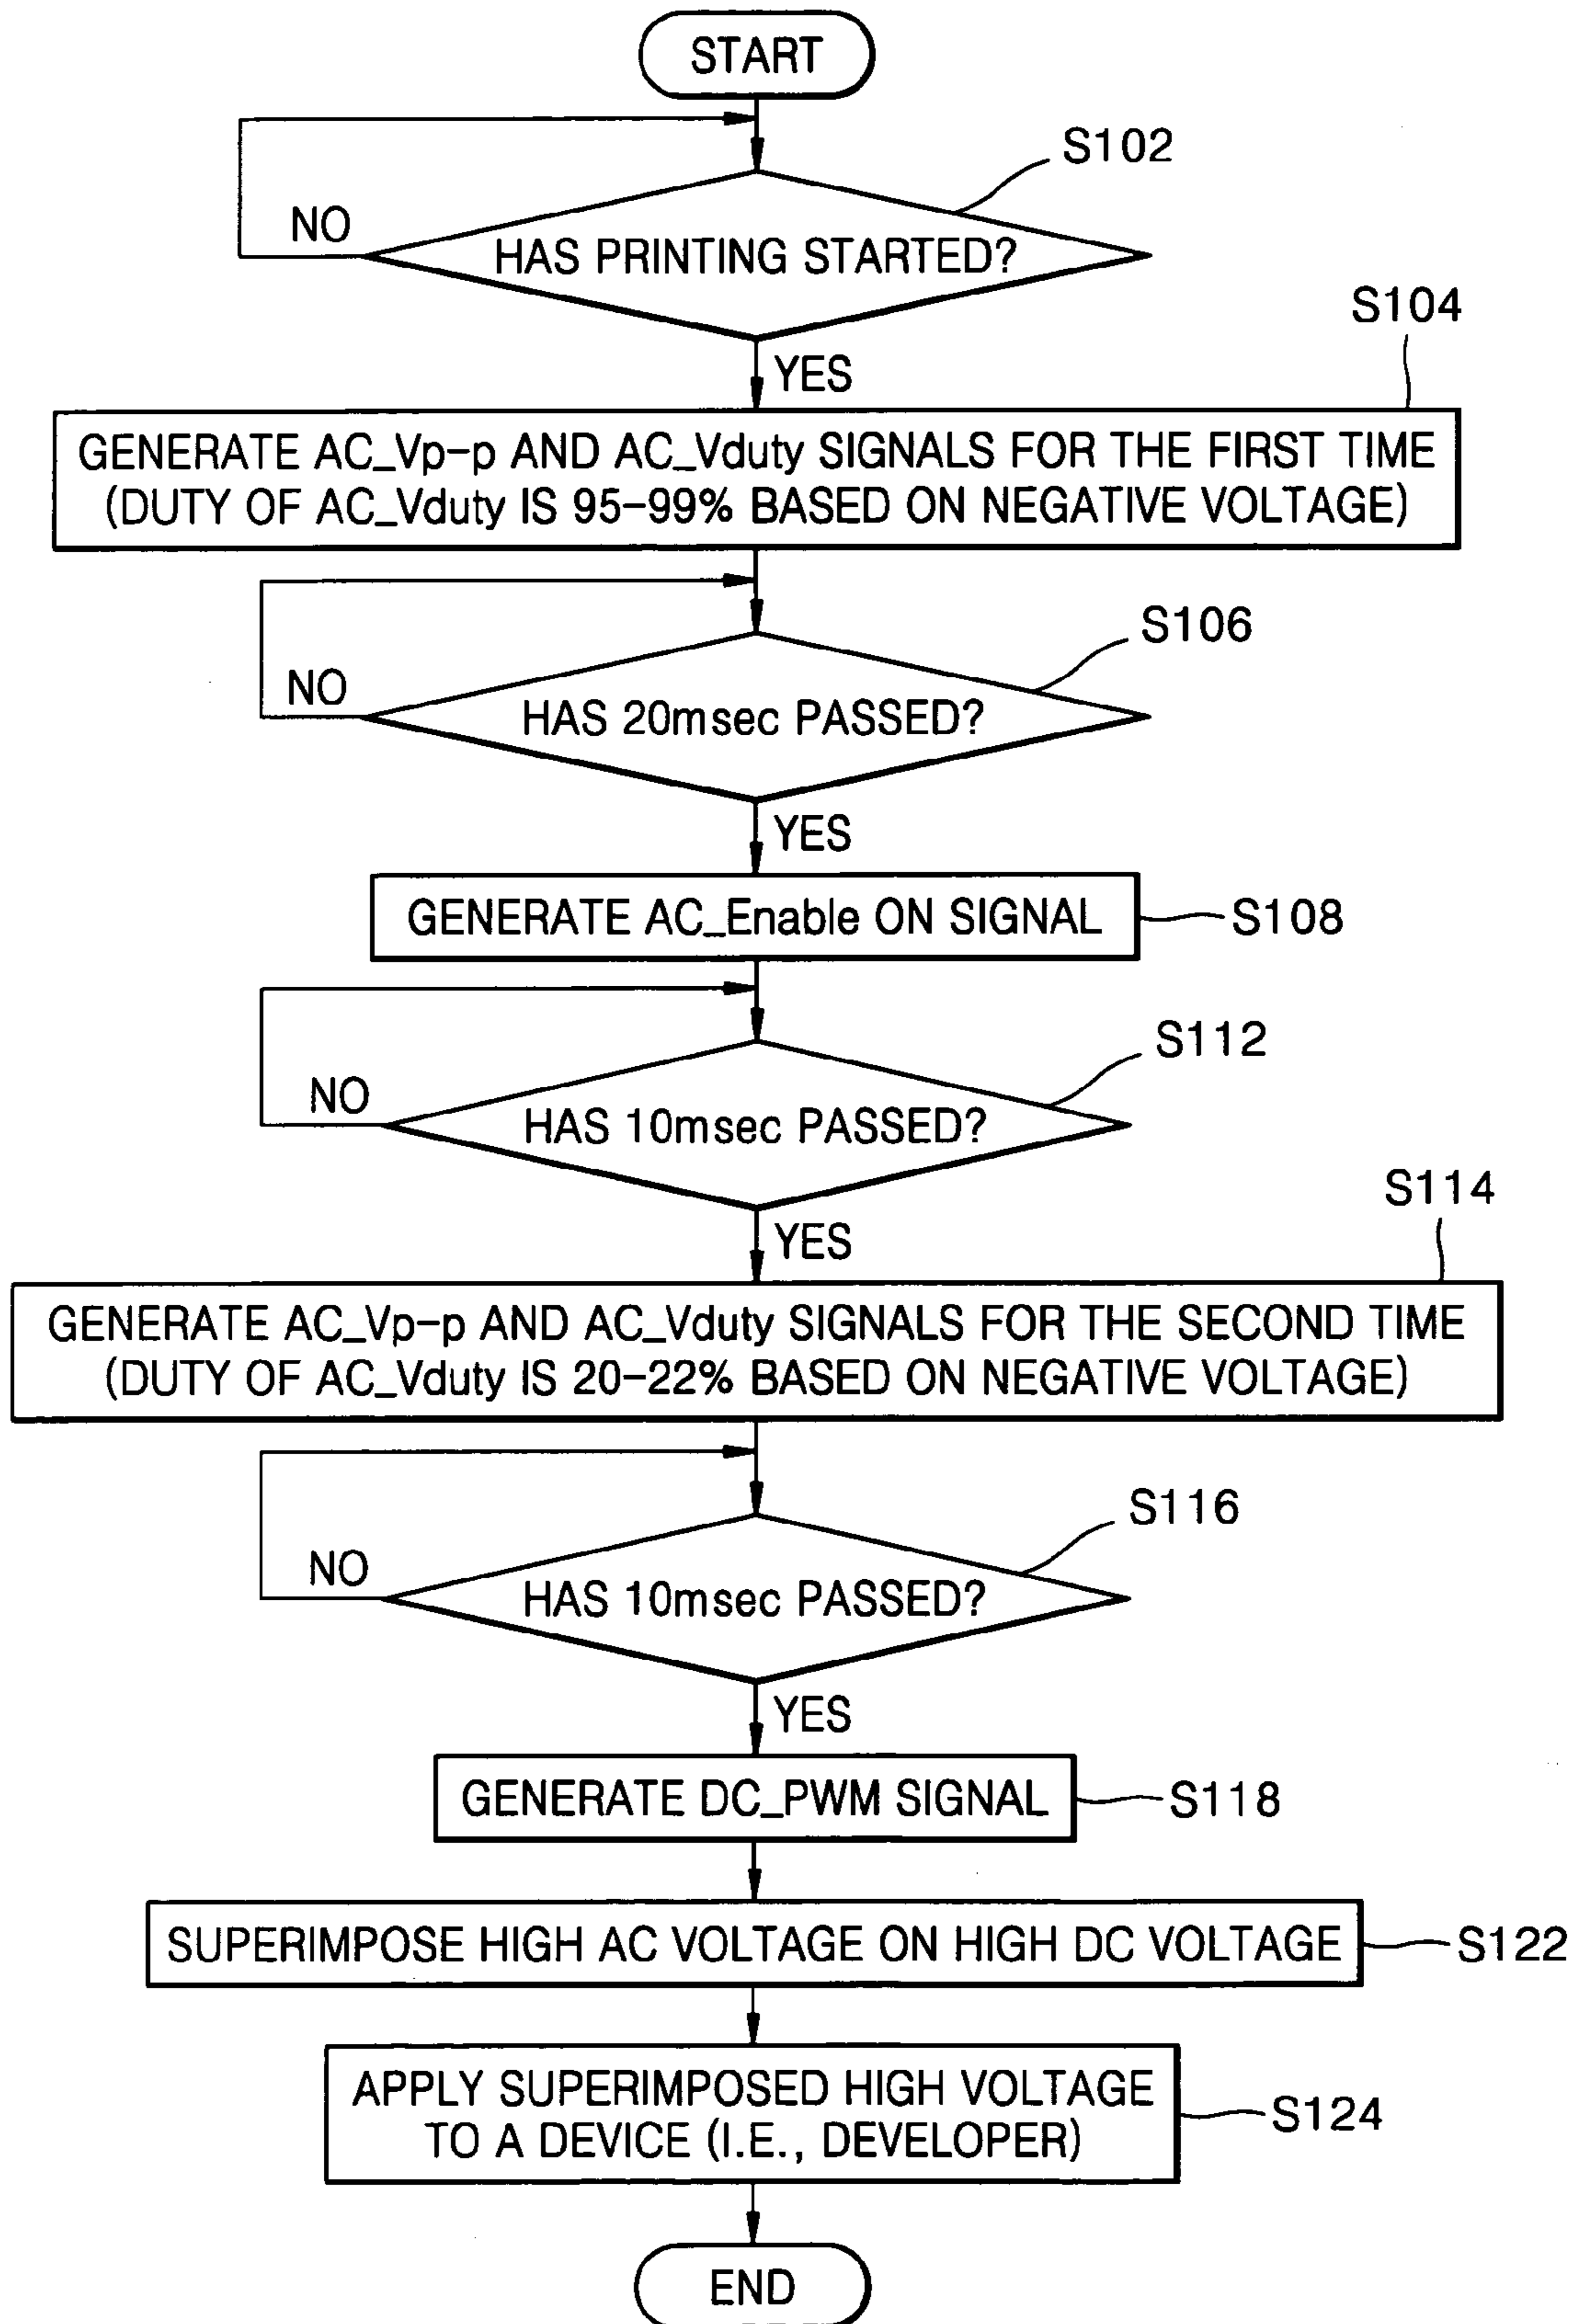 START
S102
NO
HAS PRINTING STARTED?
S104
YES
GENERATE AC_Vp-p AND AC_Vduty SIGNALS FOR THE FIRST TIME
(DUTY OF AC_Vduty IS 95-99% BASED ON NEGATIVE VOLTAGE)
S106
NO
HAS 20msec PASSED?
YES
GENERATE AC_Enable ON SIGNAL
S108
S112
NO
HAS 10msec PASSED?
S114
YES
GENERATE AC_Vp-p AND AC_Vduty SIGNALS FOR THE SECOND TIME
(DUTY OF AC_Vduty IS 20-22% BASED ON NEGATIVE VOLTAGE)
S116
NO
HAS 10msec PASSED?
YES
GENERATE DC_PWM SIGNAL
S118
SUPERIMPOSE HIGH AC VOLTAGE ON HIGH DC VOLTAGE
S122
APPLY SUPERIMPOSED HIGH VOLTAGE
TO A DEVICE (I.E., DEVELOPER)
S124
END